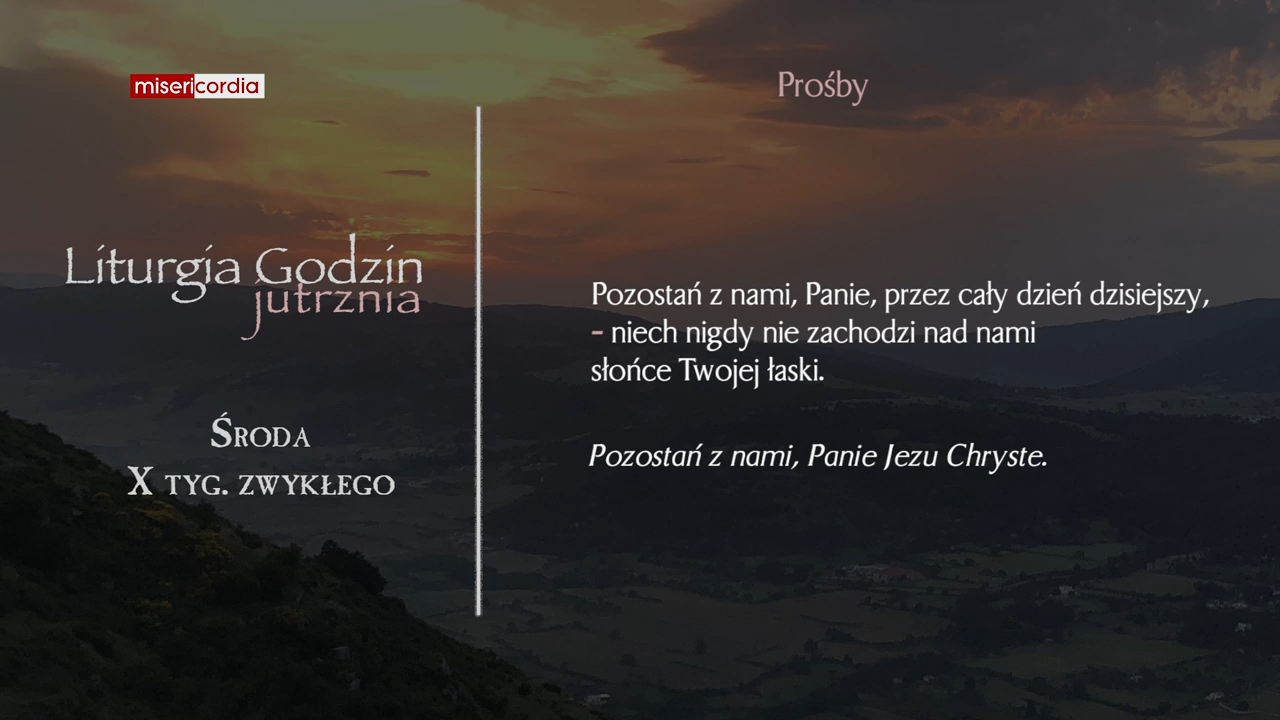 misericordia
Liturgia Godzin
jutrznia
Środa
X tyg. zwykłego
Prośby
Pozostań z nami, Panie, przez cały dzień dzisiejszy,
– niech nigdy nie zachodzi nad nami
słońce Twojej łaski.
Pozostań z nami, Panie Jezu Chryste.